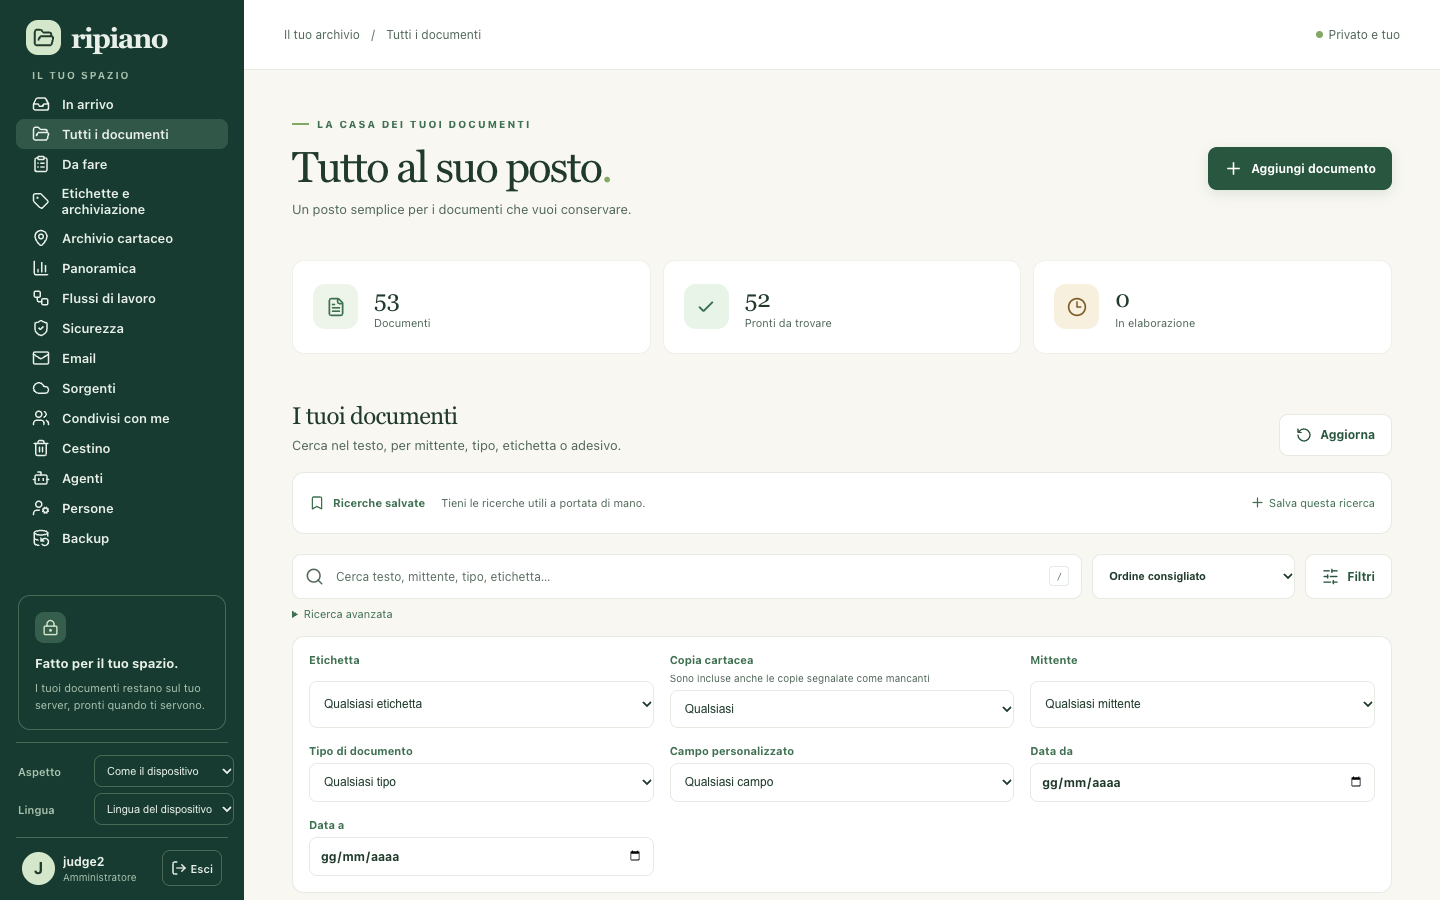 ripiano
IL TUO SPAZIO
In arrivo
Tutti i documenti
Da fare
Etichette e
archiviazione
Archivio cartaceo
Panoramica
Flussi di lavoro
Sicurezza
Email
Sorgenti
Condivisi con me
Cestino
Agenti
Persone
Backup
Fatto per il tuo spazio.
I tuoi documenti restano sul tuo
server, pronti quando ti servono.
Aspetto
Come il dispositivo
Lingua
Lingua del dispositivo
J
judge2
Amministratore
Esci
Il tuo archivio / Tutti i documenti
Privato e tuo
LA CASA DEI TUOI DOCUMENTI
Tutto al suo posto.
Un posto semplice per i documenti che vuoi conservare.
Aggiungi documento
53
Documenti
52
Pronti da trovare
0
In elaborazione
I tuoi documenti
Cerca nel testo, per mittente, tipo, etichetta o adesivo.
Aggiorna
Ricerche salvate
Tieni le ricerche utili a portata di mano.
Salva questa ricerca
Cerca testo, mittente, tipo, etichetta...
/
Ordine consigliato
Filtri
Ricerca avanzata
Etichetta
Qualsiasi etichetta
Copia cartacea
Sono incluse anche le copie segnalate come mancanti
Qualsiasi
Mittente
Qualsiasi mittente
Tipo di documento
Qualsiasi tipo
Campo personalizzato
Qualsiasi campo
Data da
gg/mm/aaaa
Data a
gg/mm/aaaa